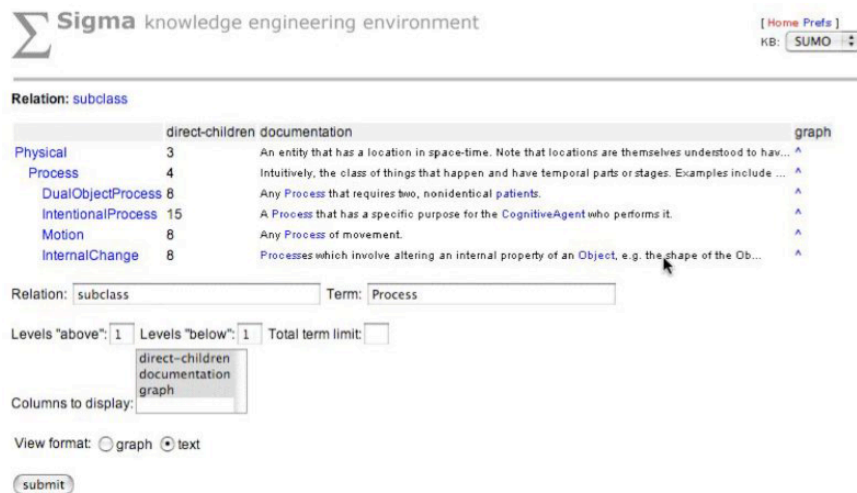 Σ Sigma knowledge engineering environment
[ Home Prefs ]
KB: SUMO
Relation: subclass
direct-children documentation graph
Physical 3 An entity that has a location in space-time. Note that locations are themselves understood to hav... ^
Process 4 Intuitively, the class of things that happen and have temporal parts or stages. Examples include ... ^
DualObjectProcess 8 Any Process that requires two, nonidentical patients. ^
IntentionalProcess 15 A Process that has a specific purpose for the CognitiveAgent who performs it. ^
Motion 8 Any Process of movement. ^
InternalChange 8 Processes which involve altering an internal property of an Object, e.g. the shape of the Ob... ^
Relation: subclass Term: Process
Levels "above": 1 Levels "below": 1 Total term limit:
direct-children
documentation
graph
Columns to display:
View format: graph text
submit